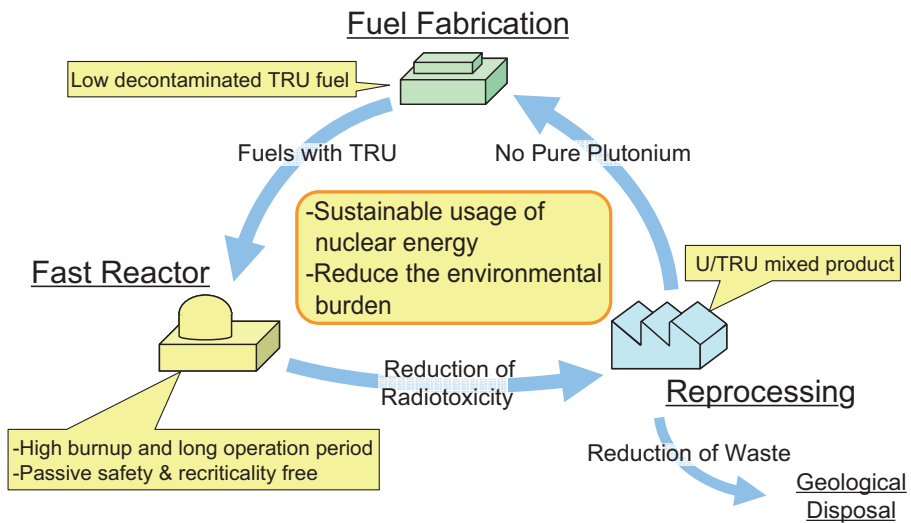 Fuel Fabrication
Low decontaminated TRU fuel
Fuels with TRU
No Pure Plutonium
-Sustainable usage of
nuclear energy
-Reduce the environmental
burden
Fast Reactor
U/TRU mixed product
Reduction of
Radiotoxicity
Reprocessing
-High burnup and long operation period
-Passive safety & recriticality free
Reduction of Waste
Geological
Disposal